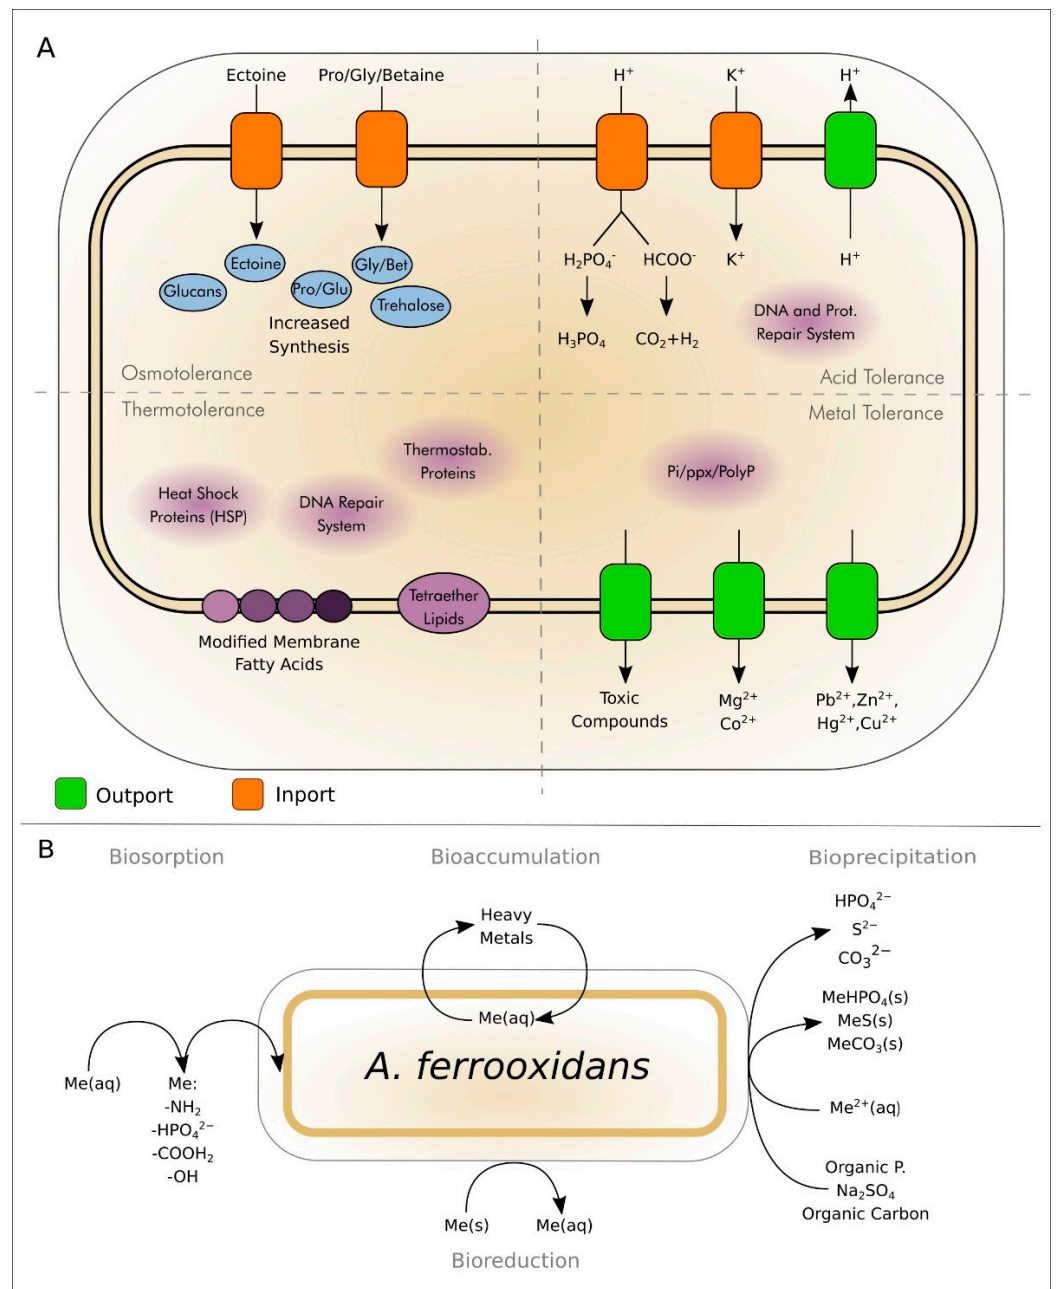 A
Ectoine
Pro/Gly/Betaine
H⁺
K⁺
H⁺
Ectoine
Gly/Bet
Glucans
Pro/Glu
Trehalose
Increased
Synthesis
H₂PO₄⁻
HCOO⁻
K⁺
H⁺
H₃PO₄
CO₂+H₂
DNA and Prot.
Repair System
Osmotolerance
Acid Tolerance
Thermotolerance
Metal Tolerance
Thermostab.
Proteins
Heat Shock
Proteins (HSP)
DNA Repair
System
Pi/ppx/PolyP
Tetraether
Lipids
Modified Membrane
Fatty Acids
Toxic
Compounds
Mg²⁺
Co²⁺
Pb²⁺,Zn²⁺,
Hg²⁺,Cu²⁺
Outport
Inport
B
Biosorption
Bioaccumulation
Bioprecipitation
Heavy
Metals
Me(aq)
A. ferrooxidans
Me(aq)
Me:
-NH₂
-HPO₄²⁻
-COOH₂
-OH
HPO₄²⁻
S²⁻
CO₃²⁻
MeHPO₄(s)
MeS(s)
MeCO₃(s)
Me²⁺(aq)
Organic P.
Na₂SO₄
Organic Carbon
Me(s)
Me(aq)
Bioreduction